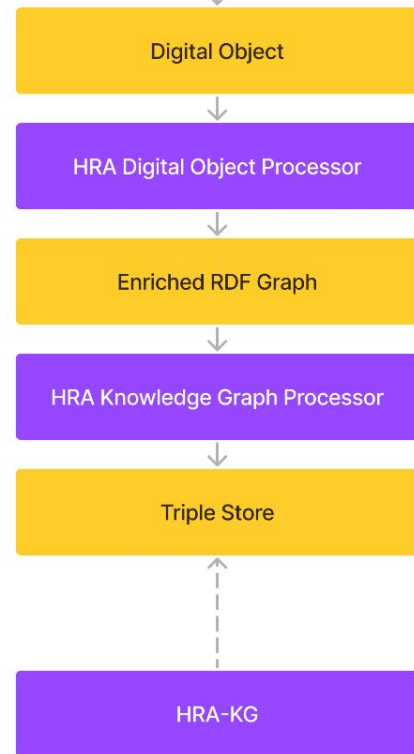 Digital Object
HRA Digital Object Processor
Enriched RDF Graph
HRA Knowledge Graph Processor
Triple Store
HRA-KG